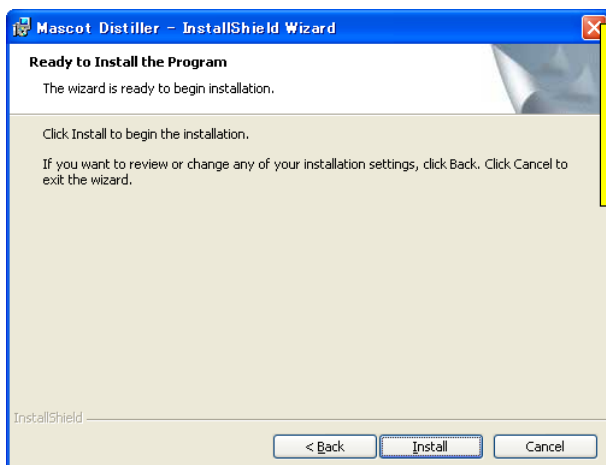 Mascot Distiller - InstallShield Wizard
Ready to Install the Program
The wizard is ready to begin installation.
Click Install to begin the installation.
If you want to review or change any of your installation settings, click Back. Click Cancel to
exit the wizard.
InstallShield
< Back
Install
Cancel